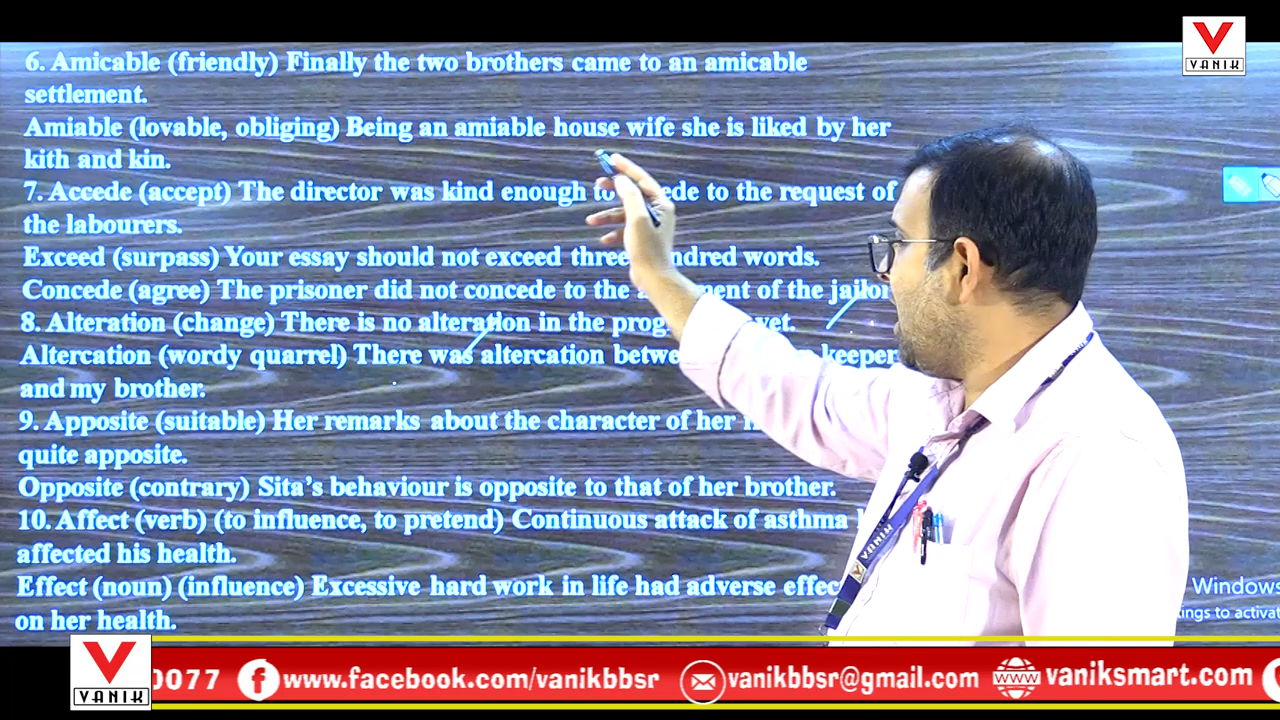 VANIK
6. Amicable (friendly) Finally the two brothers came to an amicable
settlement.
Amiable (lovable, obliging) Being an amiable house wife she is liked by her
kith and kin.
7. Accede (accept) The director was kind enough to to the request of
the labourers.
Exceed (surpass) Your essay should not exceed three words.
Concede (agree) The prisoner did not concede to the of the
8. Alteration (change) There is no alteration in the yet.
Altercation (wordy quarrel) There was altercation keeper
and my brother.
9. Apposite (suitable) Her remarks about the character of her
quite apposite.
Opposite (contrary) Sita's behaviour is opposite to that of her brother.
10. Affect (verb) (to influence, to pretend) Continuous attack of asthma
affected his health.
Effect (noun) (influence) Excessive hard work in life had adverse
on her health.
VANIK
Windows
to
VANIK
0077 www.facebook.com/vanikbbsr vanikbbsr@gmail.com www vaniksmart.com